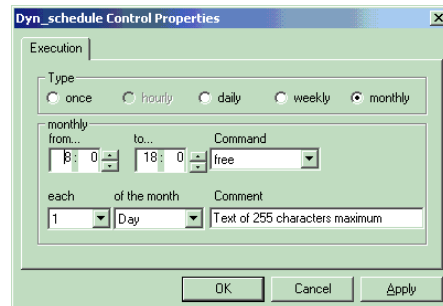 Dyn_schedule Control Properties
Execution
Type
once hourly daily weekly monthly
monthly
from... to... Command
8: 0 18: 0 free
each of the month Comment
1 Day Text of 255 characters maximum
OK Cancel Apply